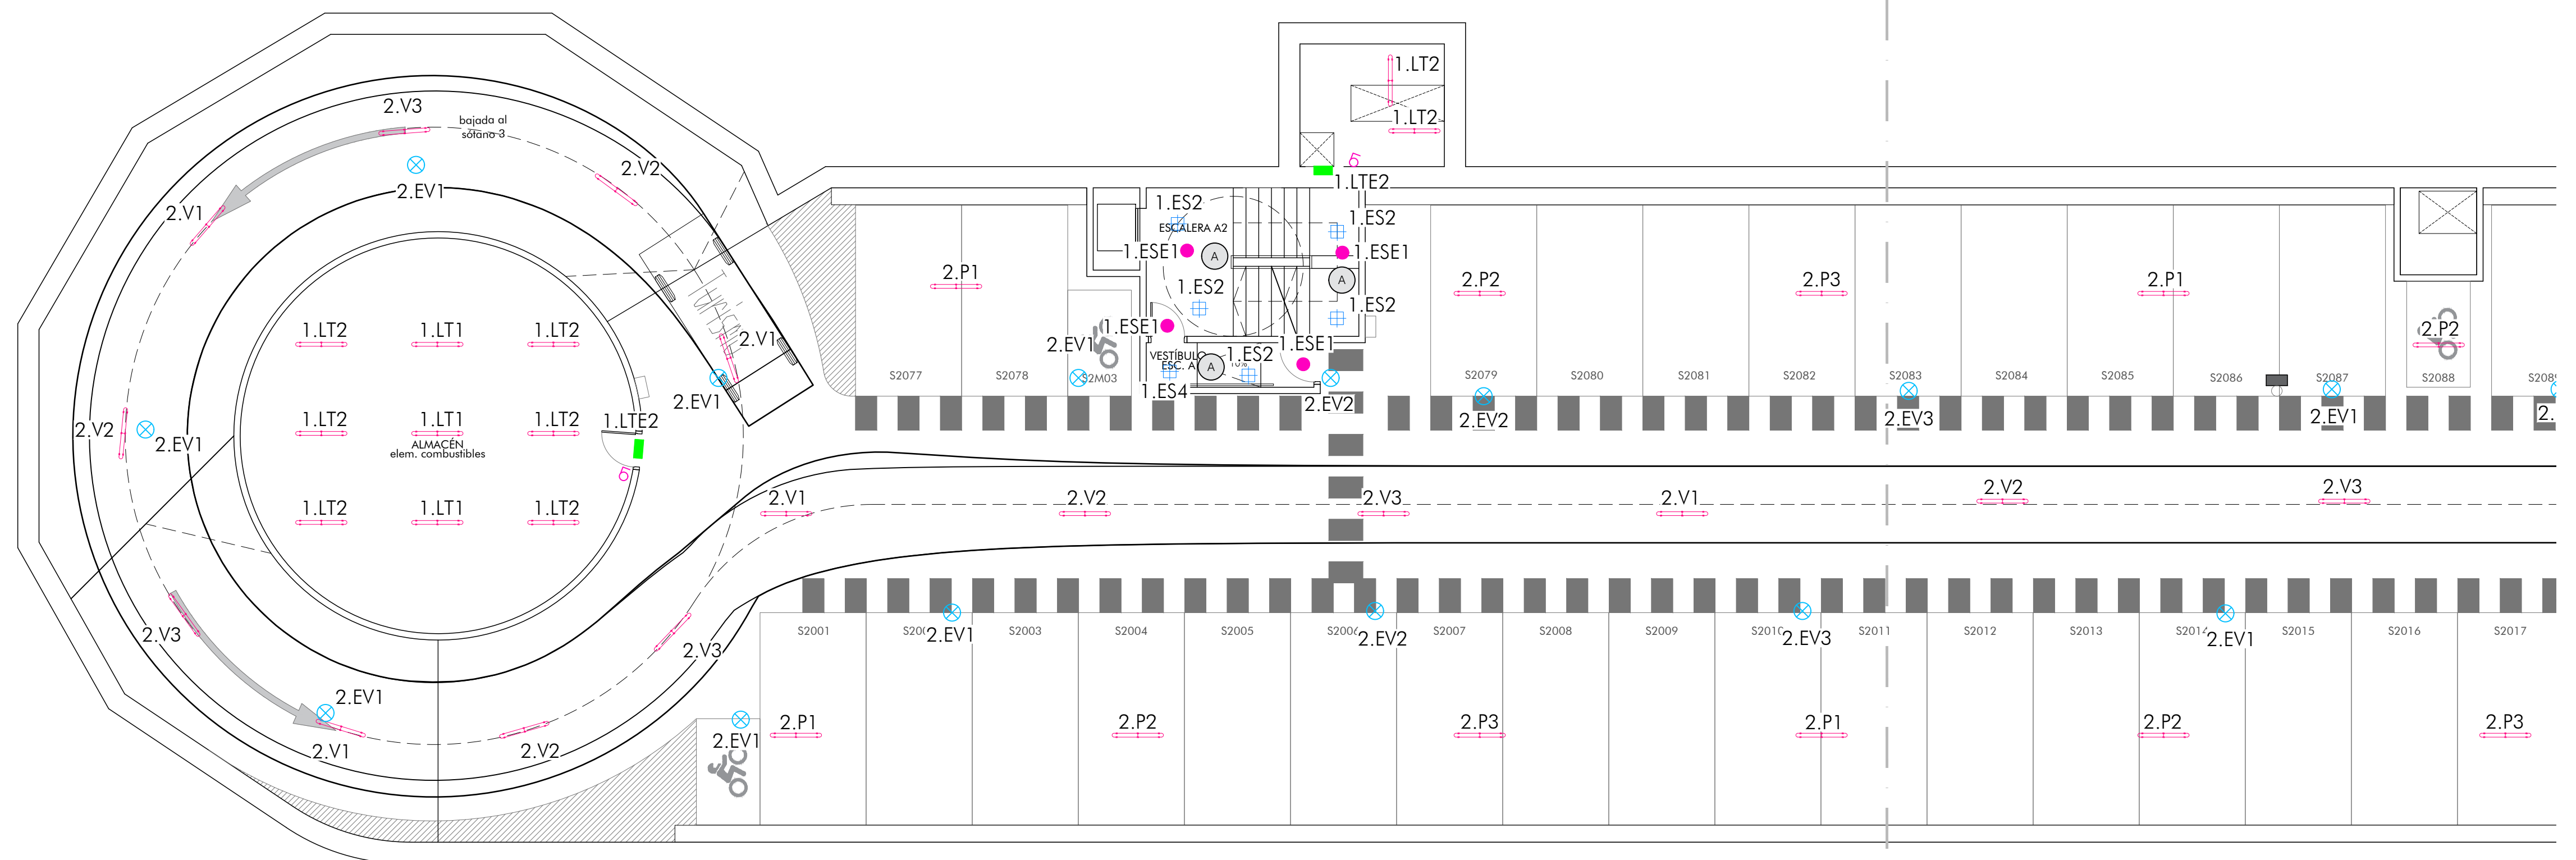 1.LT2
1.LT2
1.LTE2
2.V3
bajada al
sótano 3
2.V2
2.EV1
2.V1
1.ES2
1.ES2
ESCALERA A2
1.ESE1
A
1.ESE1
A
1.ES2
1.ES2
1.ESE1
1.ESE1
VESTÍBULO
ESC. A
A
1.ES2
10%
1.ES4
2.EV2
2.P1
2.P2
2.P3
2.P1
2.P2
1.LT2
1.LT1
1.LT2
2.V1
2.EV1
2.EV1
S2077
S2078
S2M03
S2079
S2080
S2081
S2082
S2083
S2084
S2085
S2086
S2087
S2088
2.EV2
2.EV3
2.EV1
2.
2.V2
2.EV1
1.LT2
1.LT1
1.LT2
1.LTE2
ALMACÉN
elem. combustibles
1.LT2
1.LT1
1.LT2
2.V1
2.V2
2.V3
2.V1
2.V2
2.V3
2.V3
2.V3
S2001
S2003
S2004
S2005
S2006
S2007
S2008
S2009
S2010
S2011
S2012
S2013
S2014
S2015
S2016
S2017
2.EV1
2.EV2
2.EV3
2.EV1
2.EV1
2.V1
2.V2
2.EV1
2.P1
2.P2
2.P3
2.P1
2.P2
2.P3